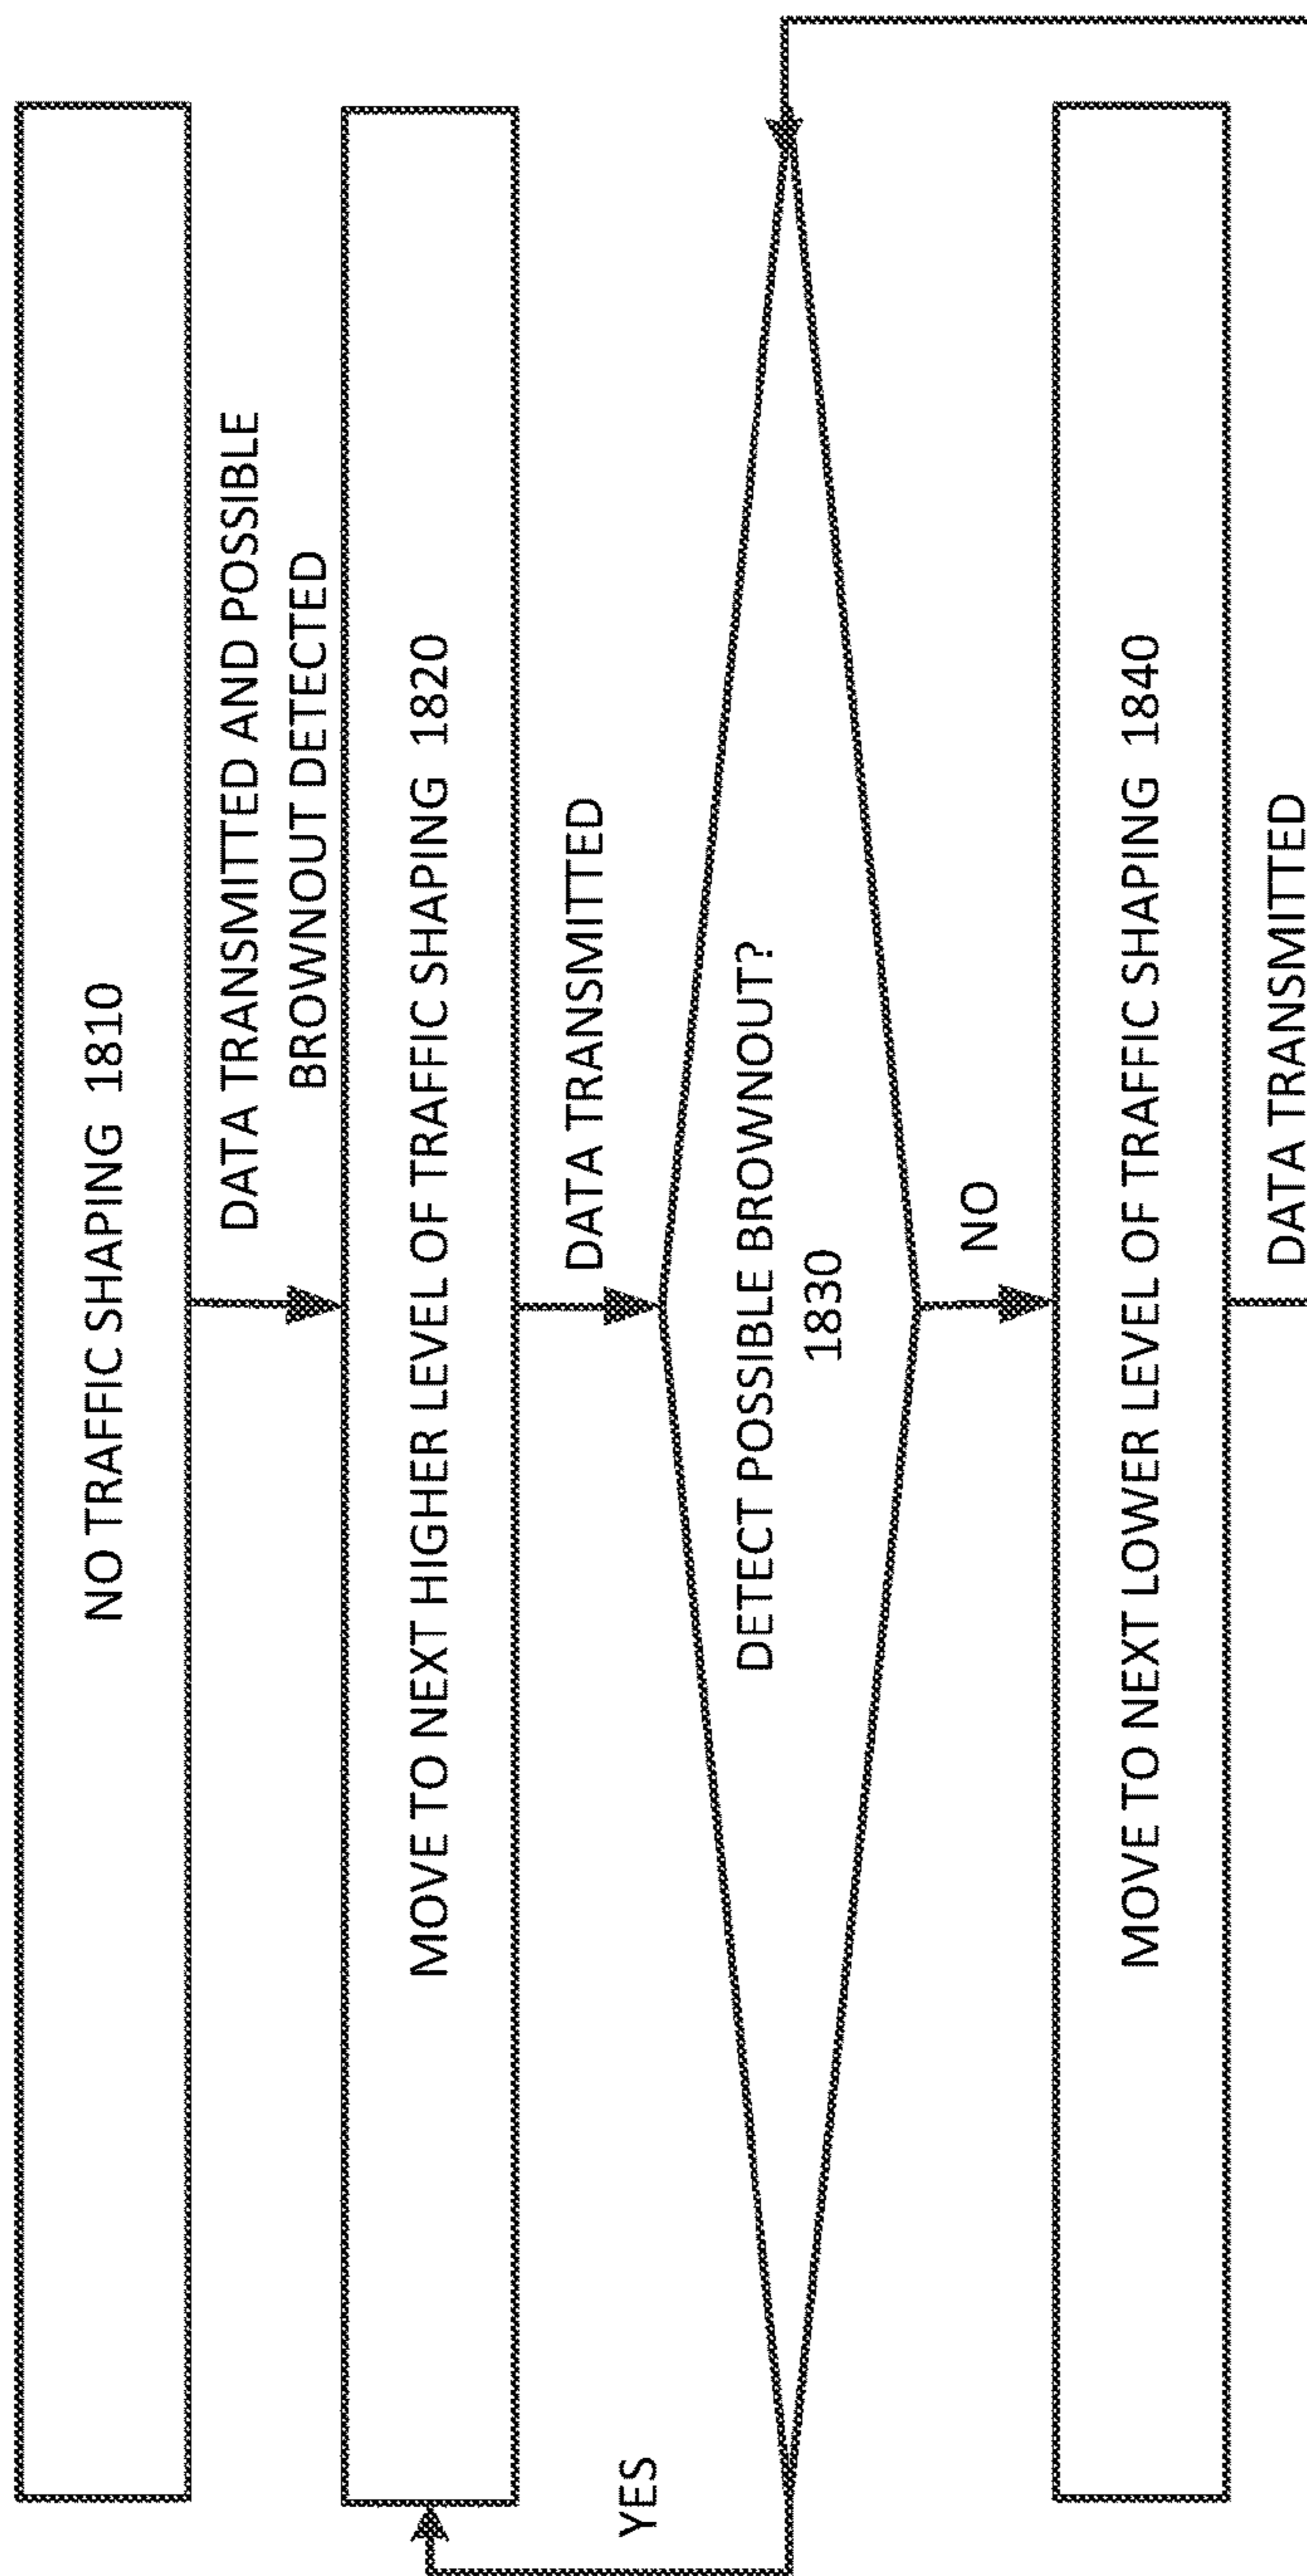 NO TRAFFIC SHAPING 1810
DATA TRANSMITTED AND POSSIBLE
BROWNOUT DETECTED
MOVE TO NEXT HIGHER LEVEL OF TRAFFIC SHAPING 1820
DATA TRANSMITTED
YES
DETECT POSSIBLE BROWNOUT?
1830
NO
MOVE TO NEXT LOWER LEVEL OF TRAFFIC SHAPING 1840
DATA TRANSMITTED